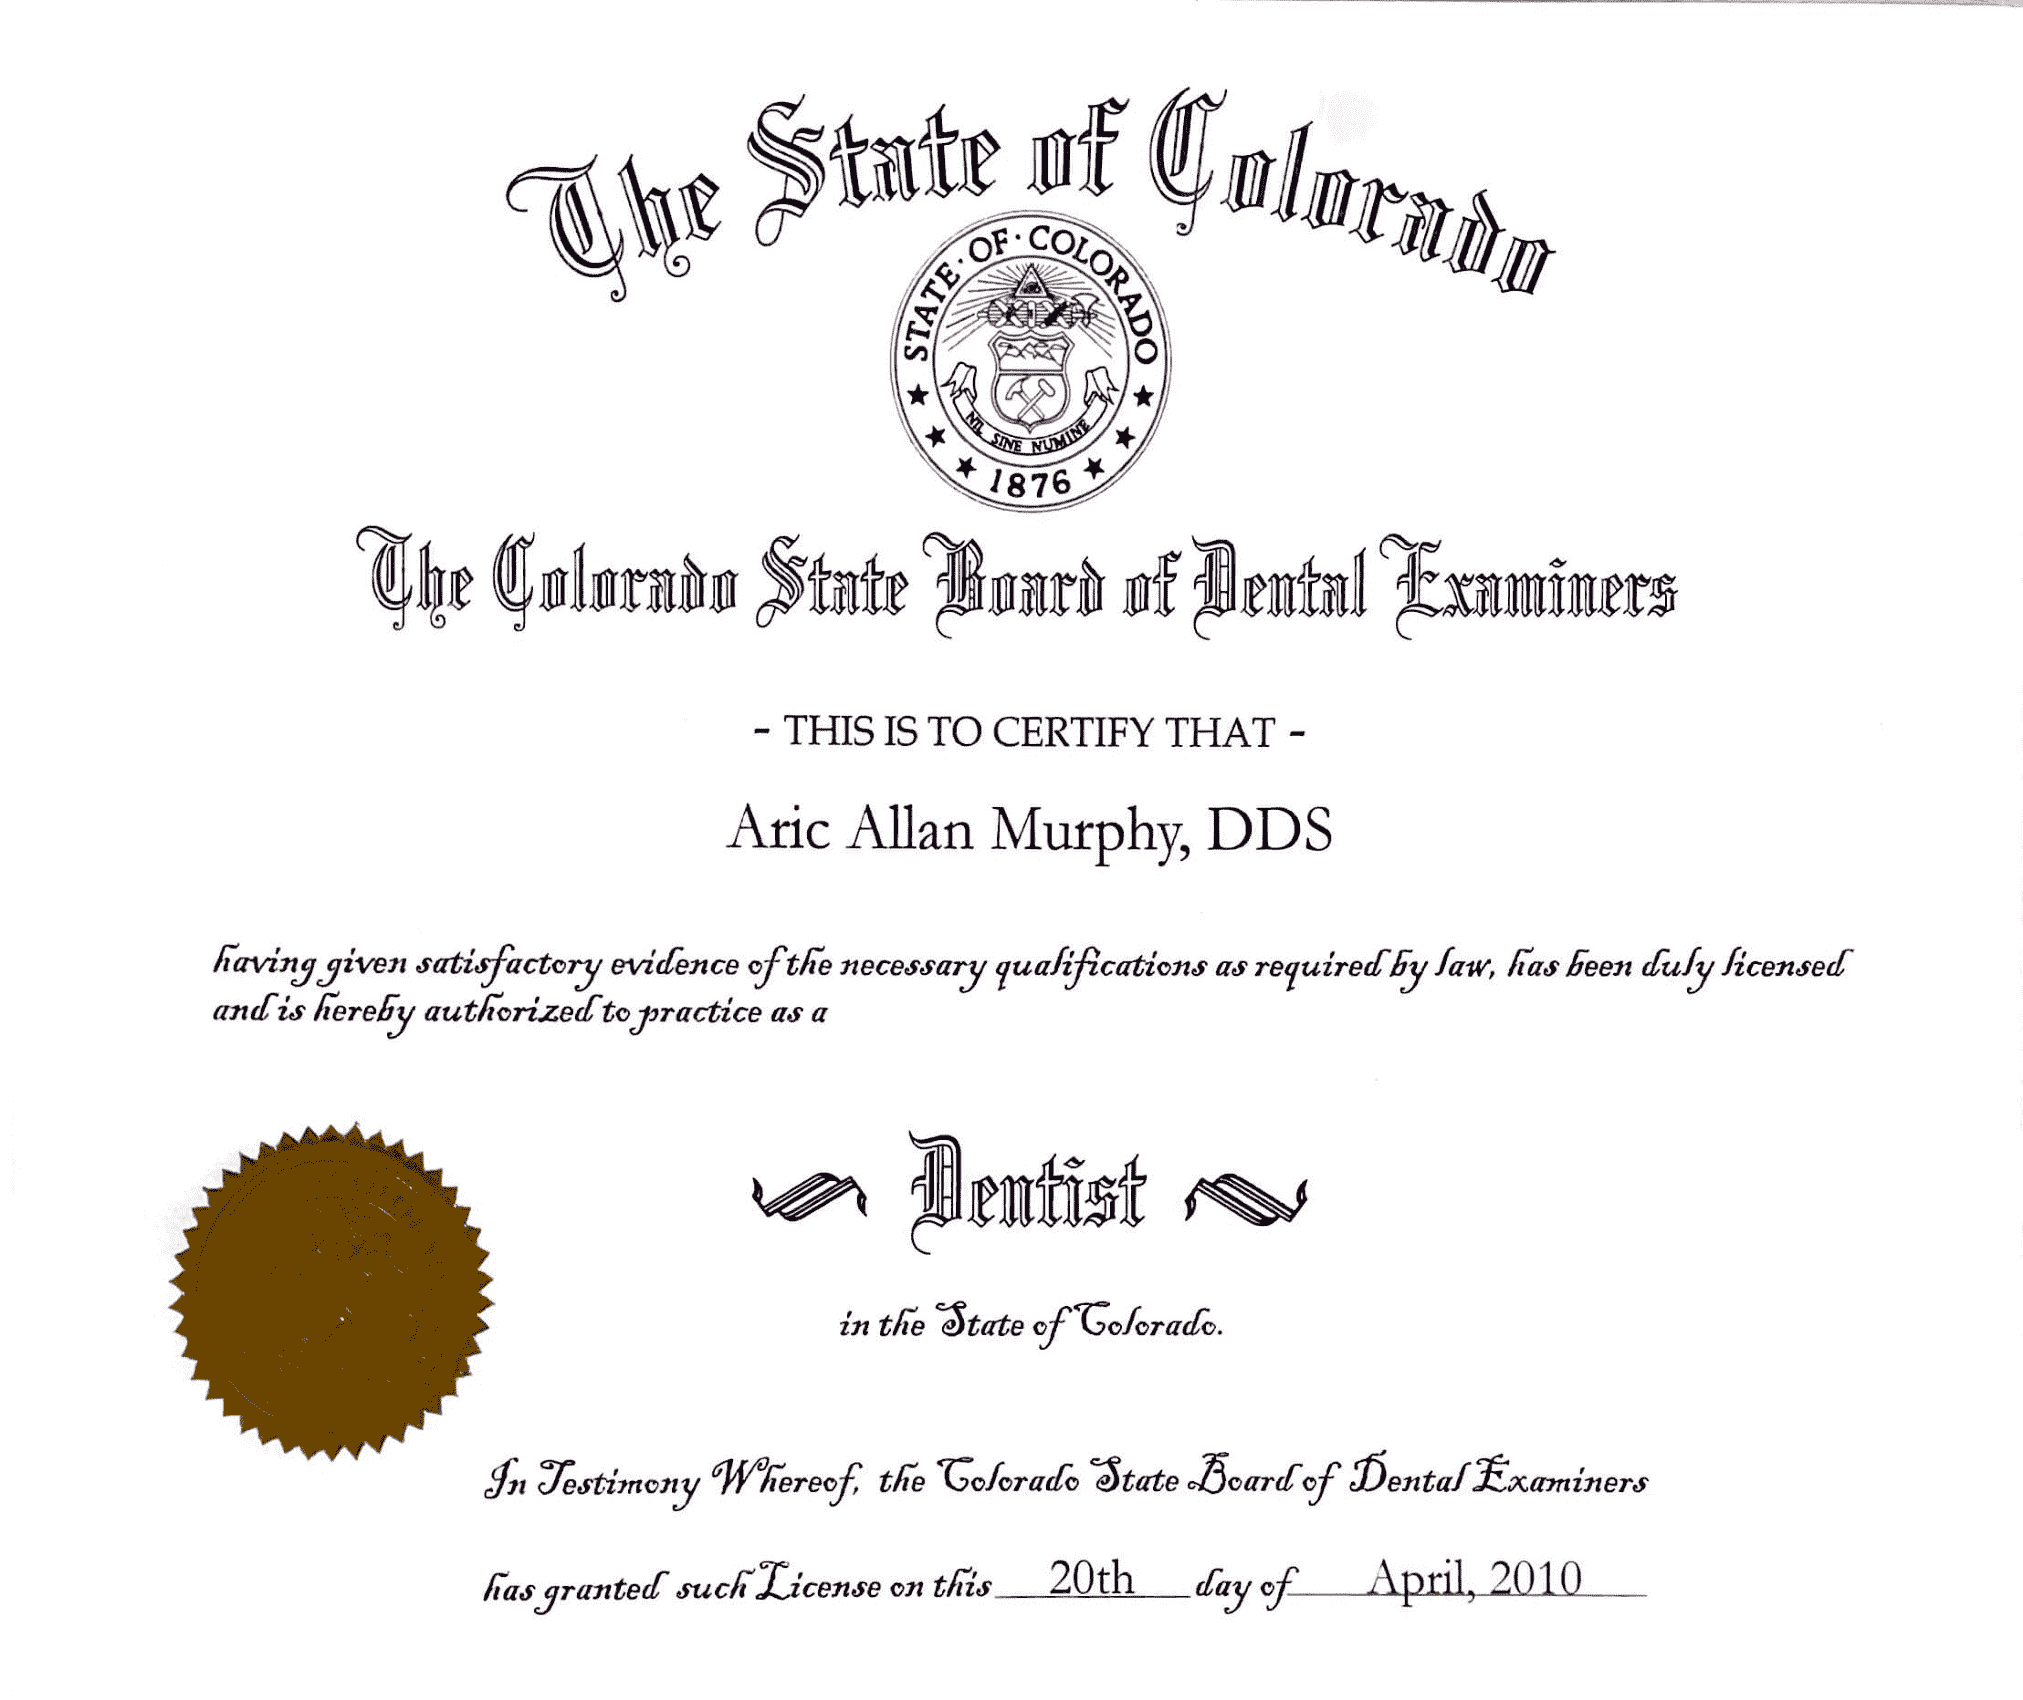 The State of Colorado
STATE · OF · COLORADO
NIL SINE NUMINE
★ ★ ★ 1876 ★ ★ ★
The Colorado State Board of Dental Examiners
- THIS IS TO CERTIFY THAT -
Aric Allan Murphy, DDS
having given satisfactory evidence of the necessary qualifications as required by law, has been duly licensed
and is hereby authorized to practice as a
Dentist
in the State of Colorado.
In Testimony Whereof, the Colorado State Board of Dental Examiners
has granted such License on this 20th day of April, 2010